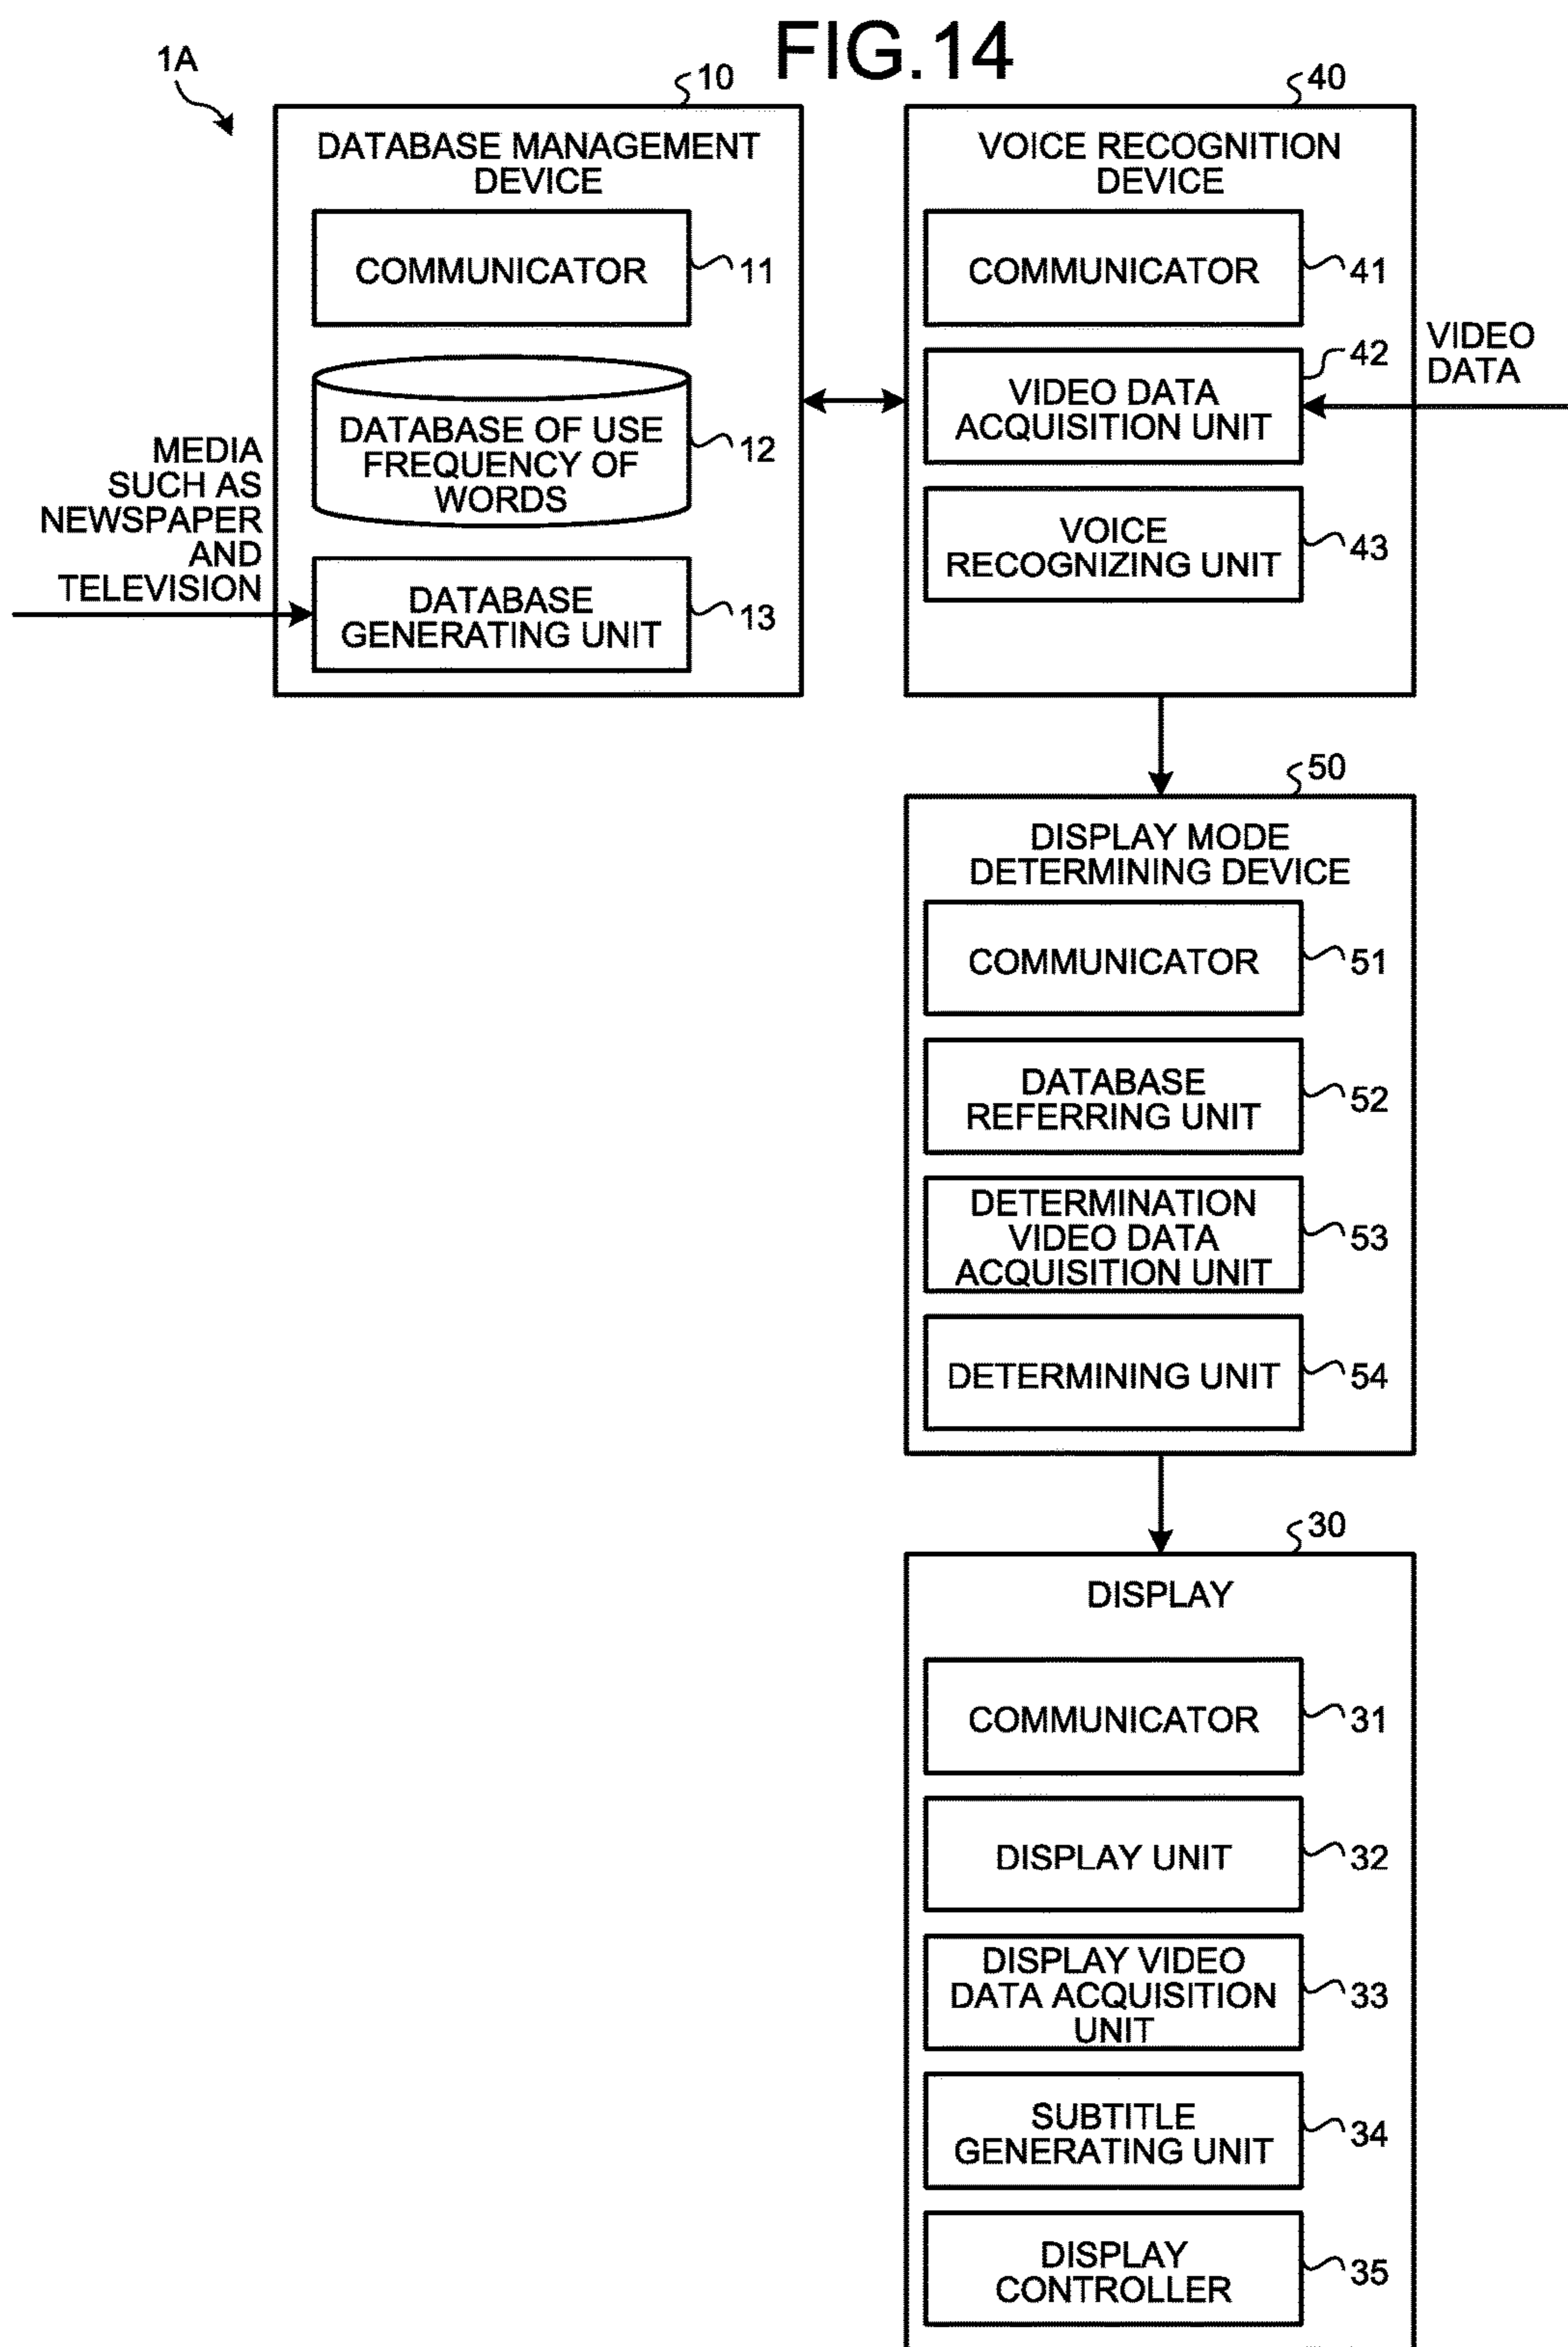 FIG.14
1A
10
DATABASE MANAGEMENT
DEVICE
COMMUNICATOR
11
DATABASE OF USE
FREQUENCY OF
WORDS
12
MEDIA
SUCH AS
NEWSPAPER
AND
TELEVISION
DATABASE
GENERATING UNIT
13
40
VOICE RECOGNITION
DEVICE
COMMUNICATOR
41
VIDEO DATA
ACQUISITION UNIT
42
VIDEO
DATA
VOICE
RECOGNIZING UNIT
43
50
DISPLAY MODE
DETERMINING DEVICE
COMMUNICATOR
51
DATABASE
REFERRING UNIT
52
DETERMINATION
VIDEO DATA
ACQUISITION UNIT
53
DETERMINING UNIT
54
30
DISPLAY
COMMUNICATOR
31
DISPLAY UNIT
32
DISPLAY VIDEO
DATA ACQUISITION
UNIT
33
SUBTITLE
GENERATING UNIT
34
DISPLAY
CONTROLLER
35